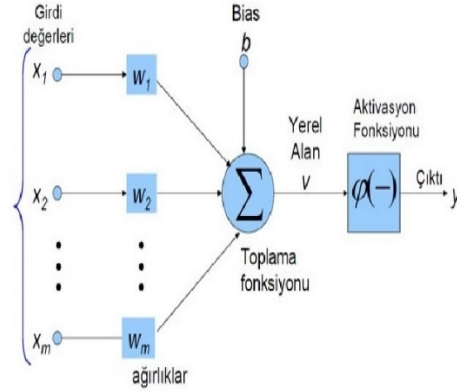 Girdi
değerleri
Bias
b
x1
w1
Yerel
Alan
v
Aktivasyon
Fonksiyonu
x2
w2
∑
φ(−)
Çıktı
y
Toplama
fonksiyonu
xm
wm
ağırlıklar